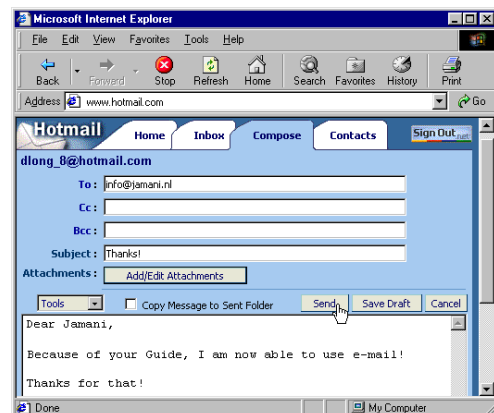 Microsoft Internet Explorer
File Edit View Favorites Tools Help
Back Forward Stop Refresh Home Search Favorites History Print
Address www.hotmail.com Go
Hotmail Home Inbox Compose Contacts Sign Out .net
dlong_8@hotmail.com
To: info@jamani.nl
Cc:
Bcc:
Subject: Thanks!
Attachments: Add/Edit Attachments
Tools Copy Message to Sent Folder Send Save Draft Cancel
Dear Jamani,
Because of your Guide, I am now able to use e-mail!
Thanks for that!
Done My Computer